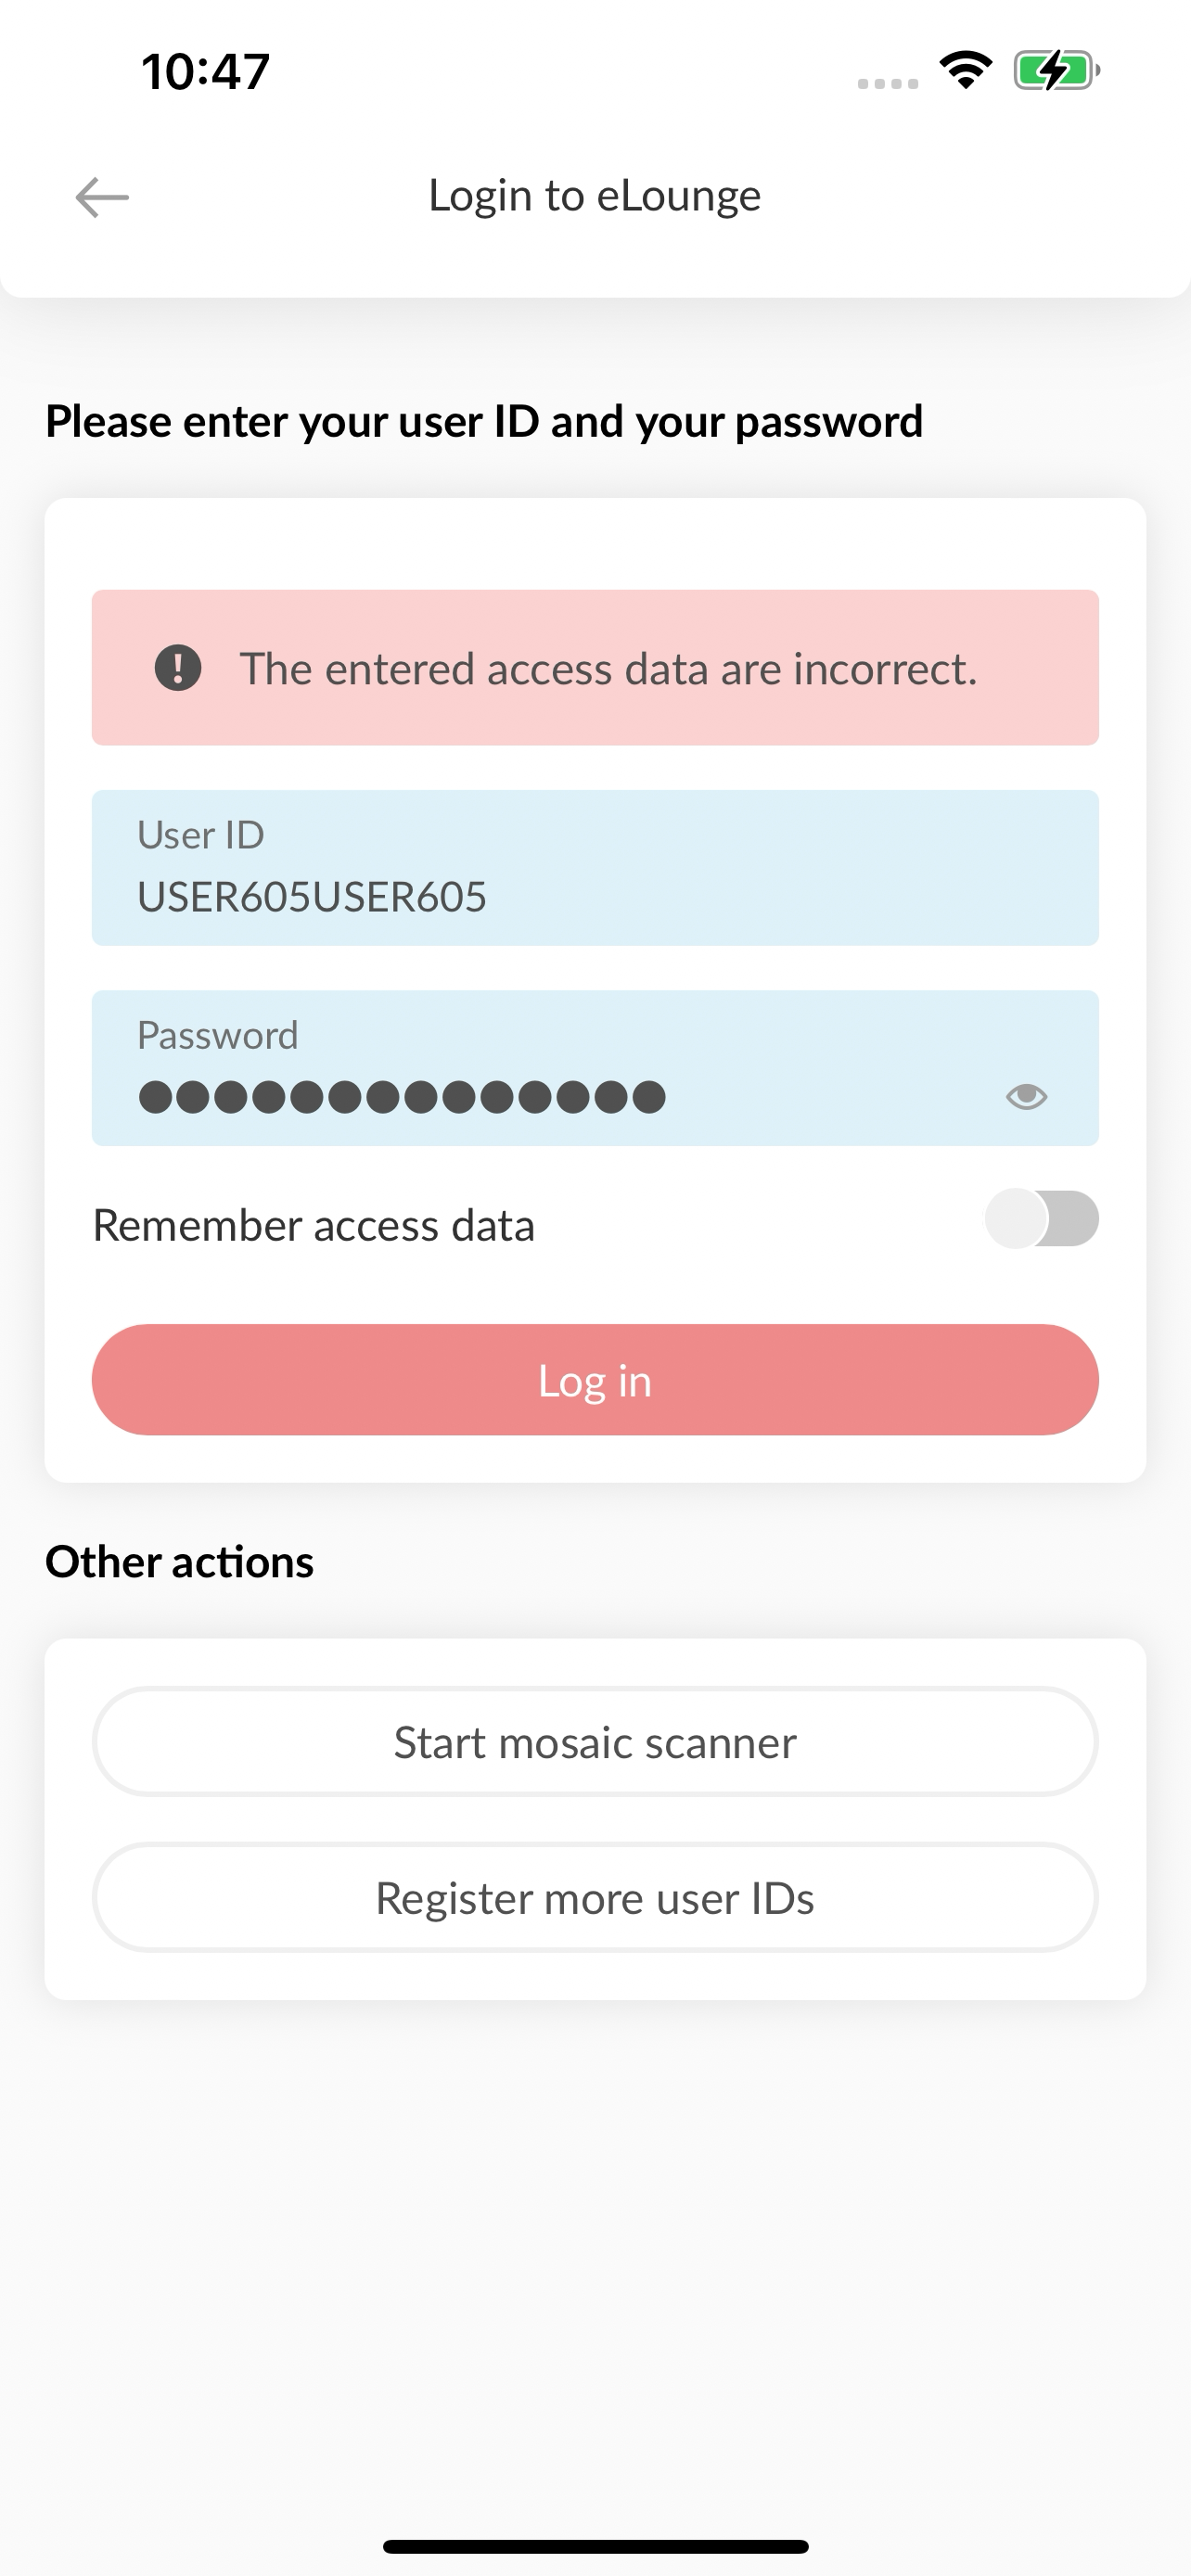 10:47
Login to eLounge
Please enter your user ID and your password
The entered access data are incorrect.
User ID
USER605USER605
Password
●●●●●●●●●●●●●●
Remember access data
Log in
Other actions
Start mosaic scanner
Register more user IDs